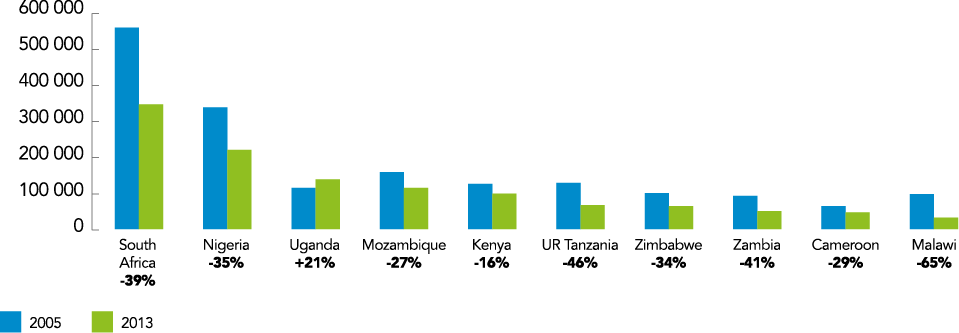 600 000
500 000
400 000
300 000
200 000
100 000
0
South Africa
-39%
Nigeria
-35%
Uganda
+21%
Mozambique
-27%
Kenya
-16%
UR Tanzania
-46%
Zimbabwe
-34%
Zambia
-41%
Cameroon
-29%
Malawi
-65%
2005
2013